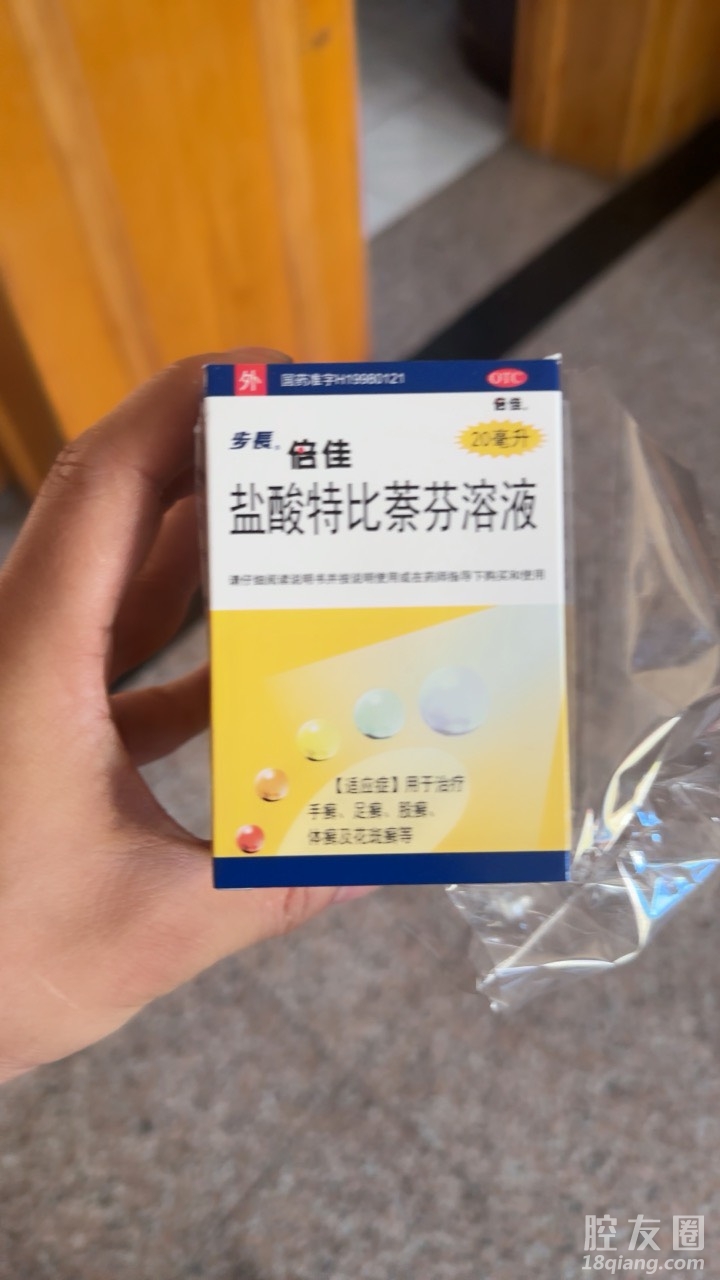 外 国药准字H19980121 OTC
倍佳®
步長® 倍佳
20毫升
盐酸特比萘芬溶液
请仔细阅读说明书并按说明使用或在药师指导下购买和使用
【适应症】用于治疗
手癣、足癣、股癣、
体癣及花斑癣等
腔友圈
18qiang.com